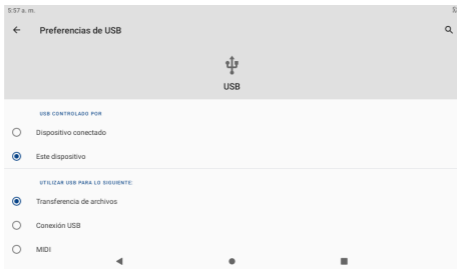 5:57 a. m.
Preferencias de USB
USB
USB CONTROLADO POR
Dispositivo conectado
Este dispositivo
UTILIZAR USB PARA LO SIGUIENTE:
Transferencia de archivos
Conexión USB
MIDI